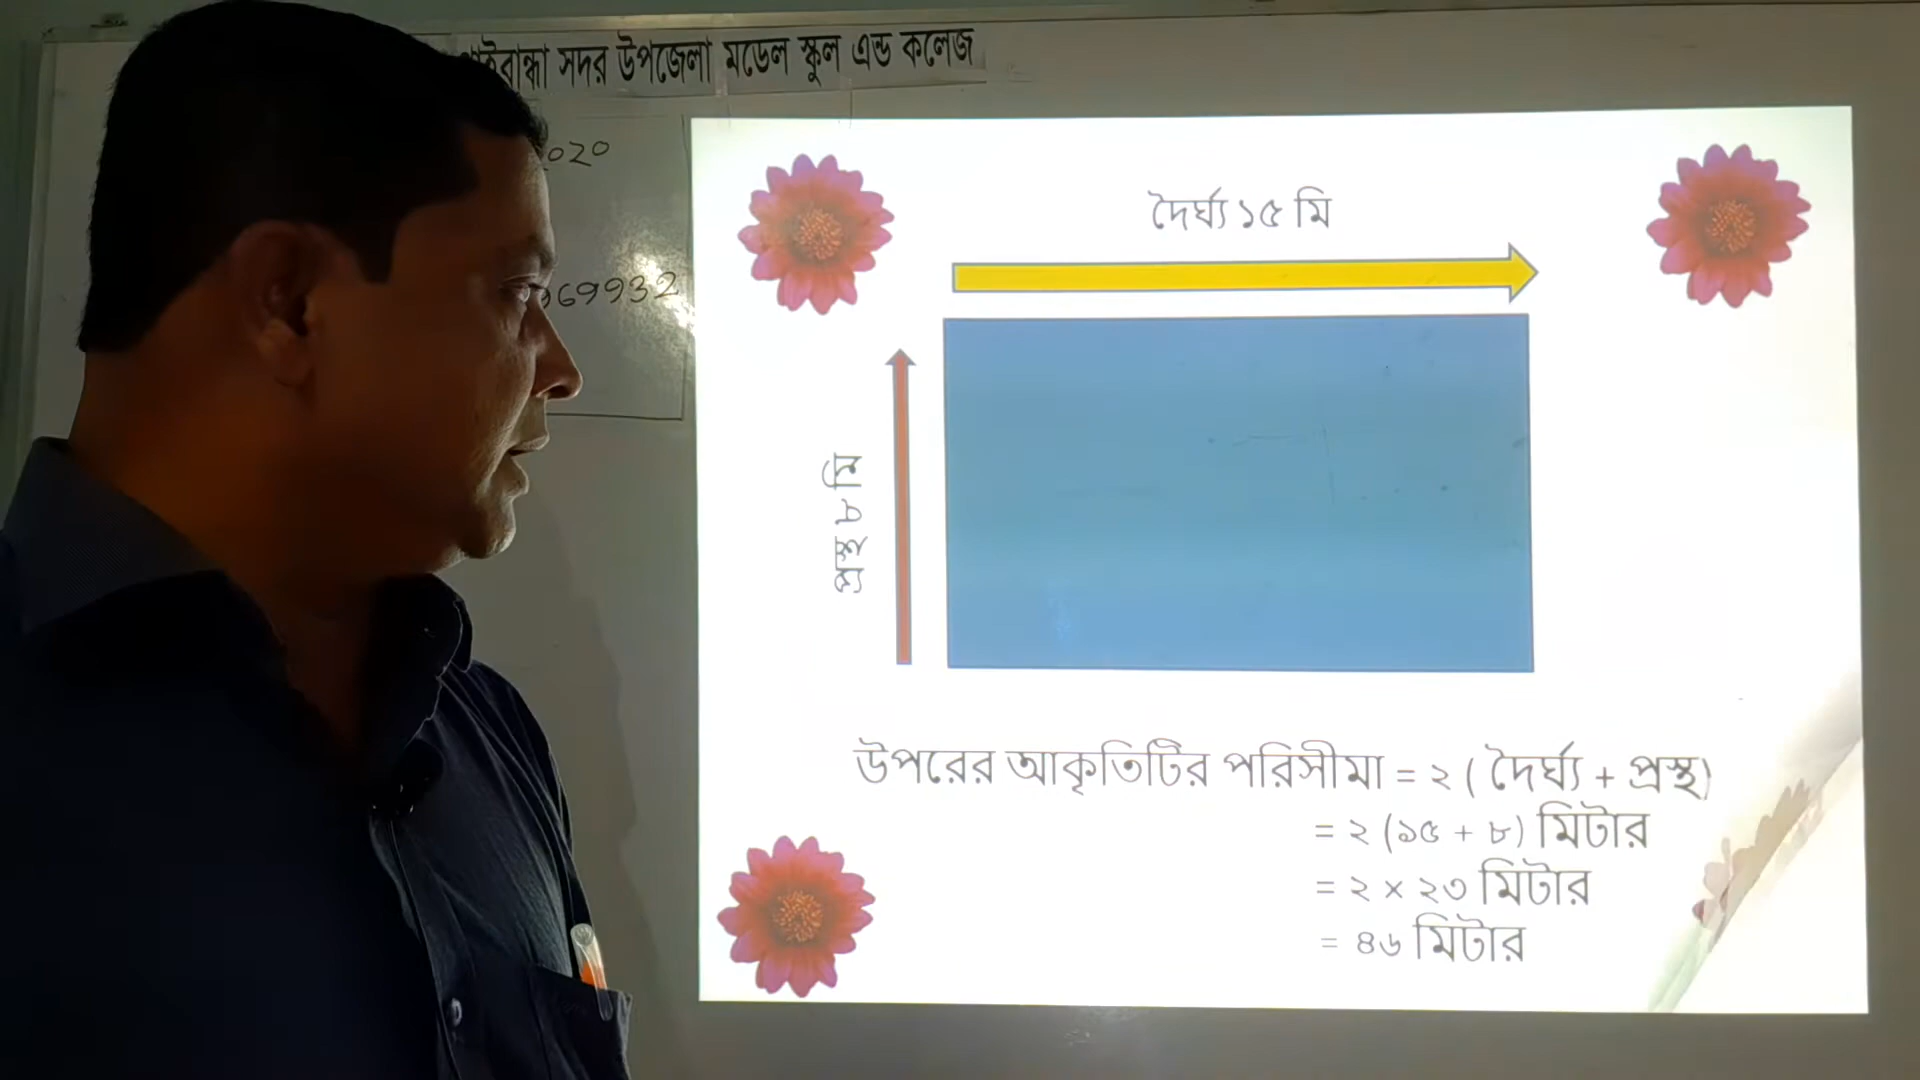 সদর উপজেলা মডেল স্কুল এন্ড কলেজ
দৈর্ঘ্য ১৫ মি
প্রস্থ ৮ মি
উপরের আকৃতিটির পরিসীমা = ২ ( দৈর্ঘ্য + প্রস্থ)
= ২ (১৫ + ৮) মিটার
= ২ × ২৩ মিটার
= ৪৬ মিটার